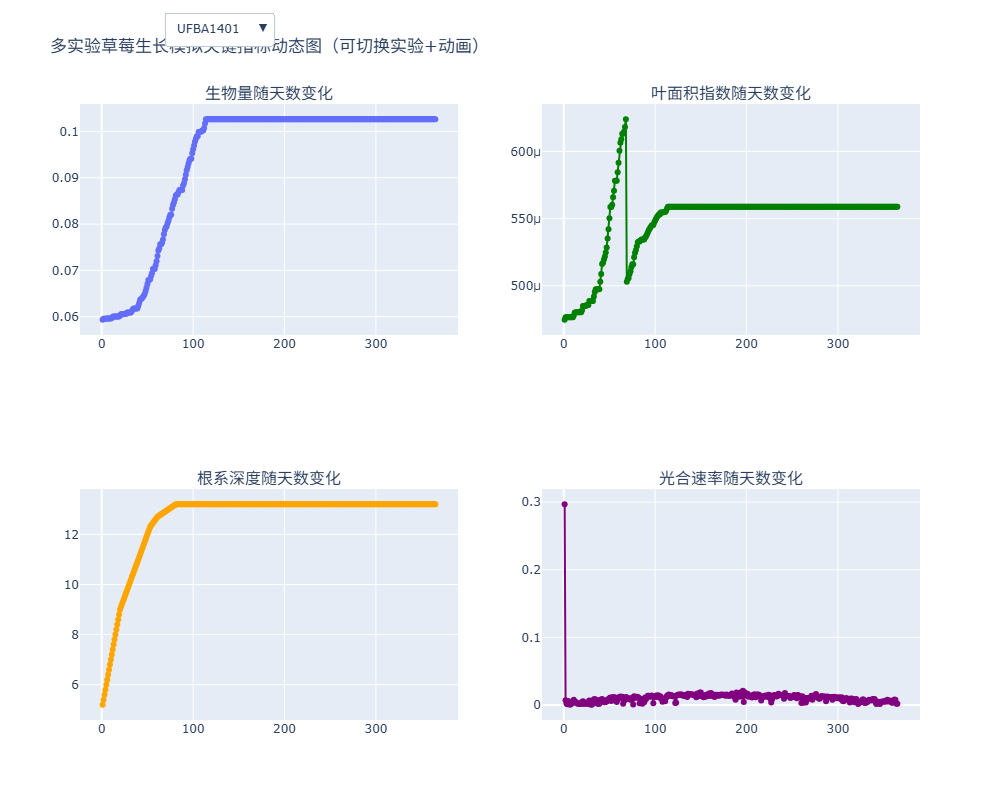 UFBA1401 ▼
多实验草莓生长模拟关键指标动态图（可切换实验+动画）
生物量随天数变化 叶面积指数随天数变化
0.1
0.09
0.08
0.07
0.06
0 100 200 300
600μ
550μ
500μ
0 100 200 300
根系深度随天数变化 光合速率随天数变化
12
10
8
6
0 100 200 300
0.3
0.2
0.1
0
0 100 200 300